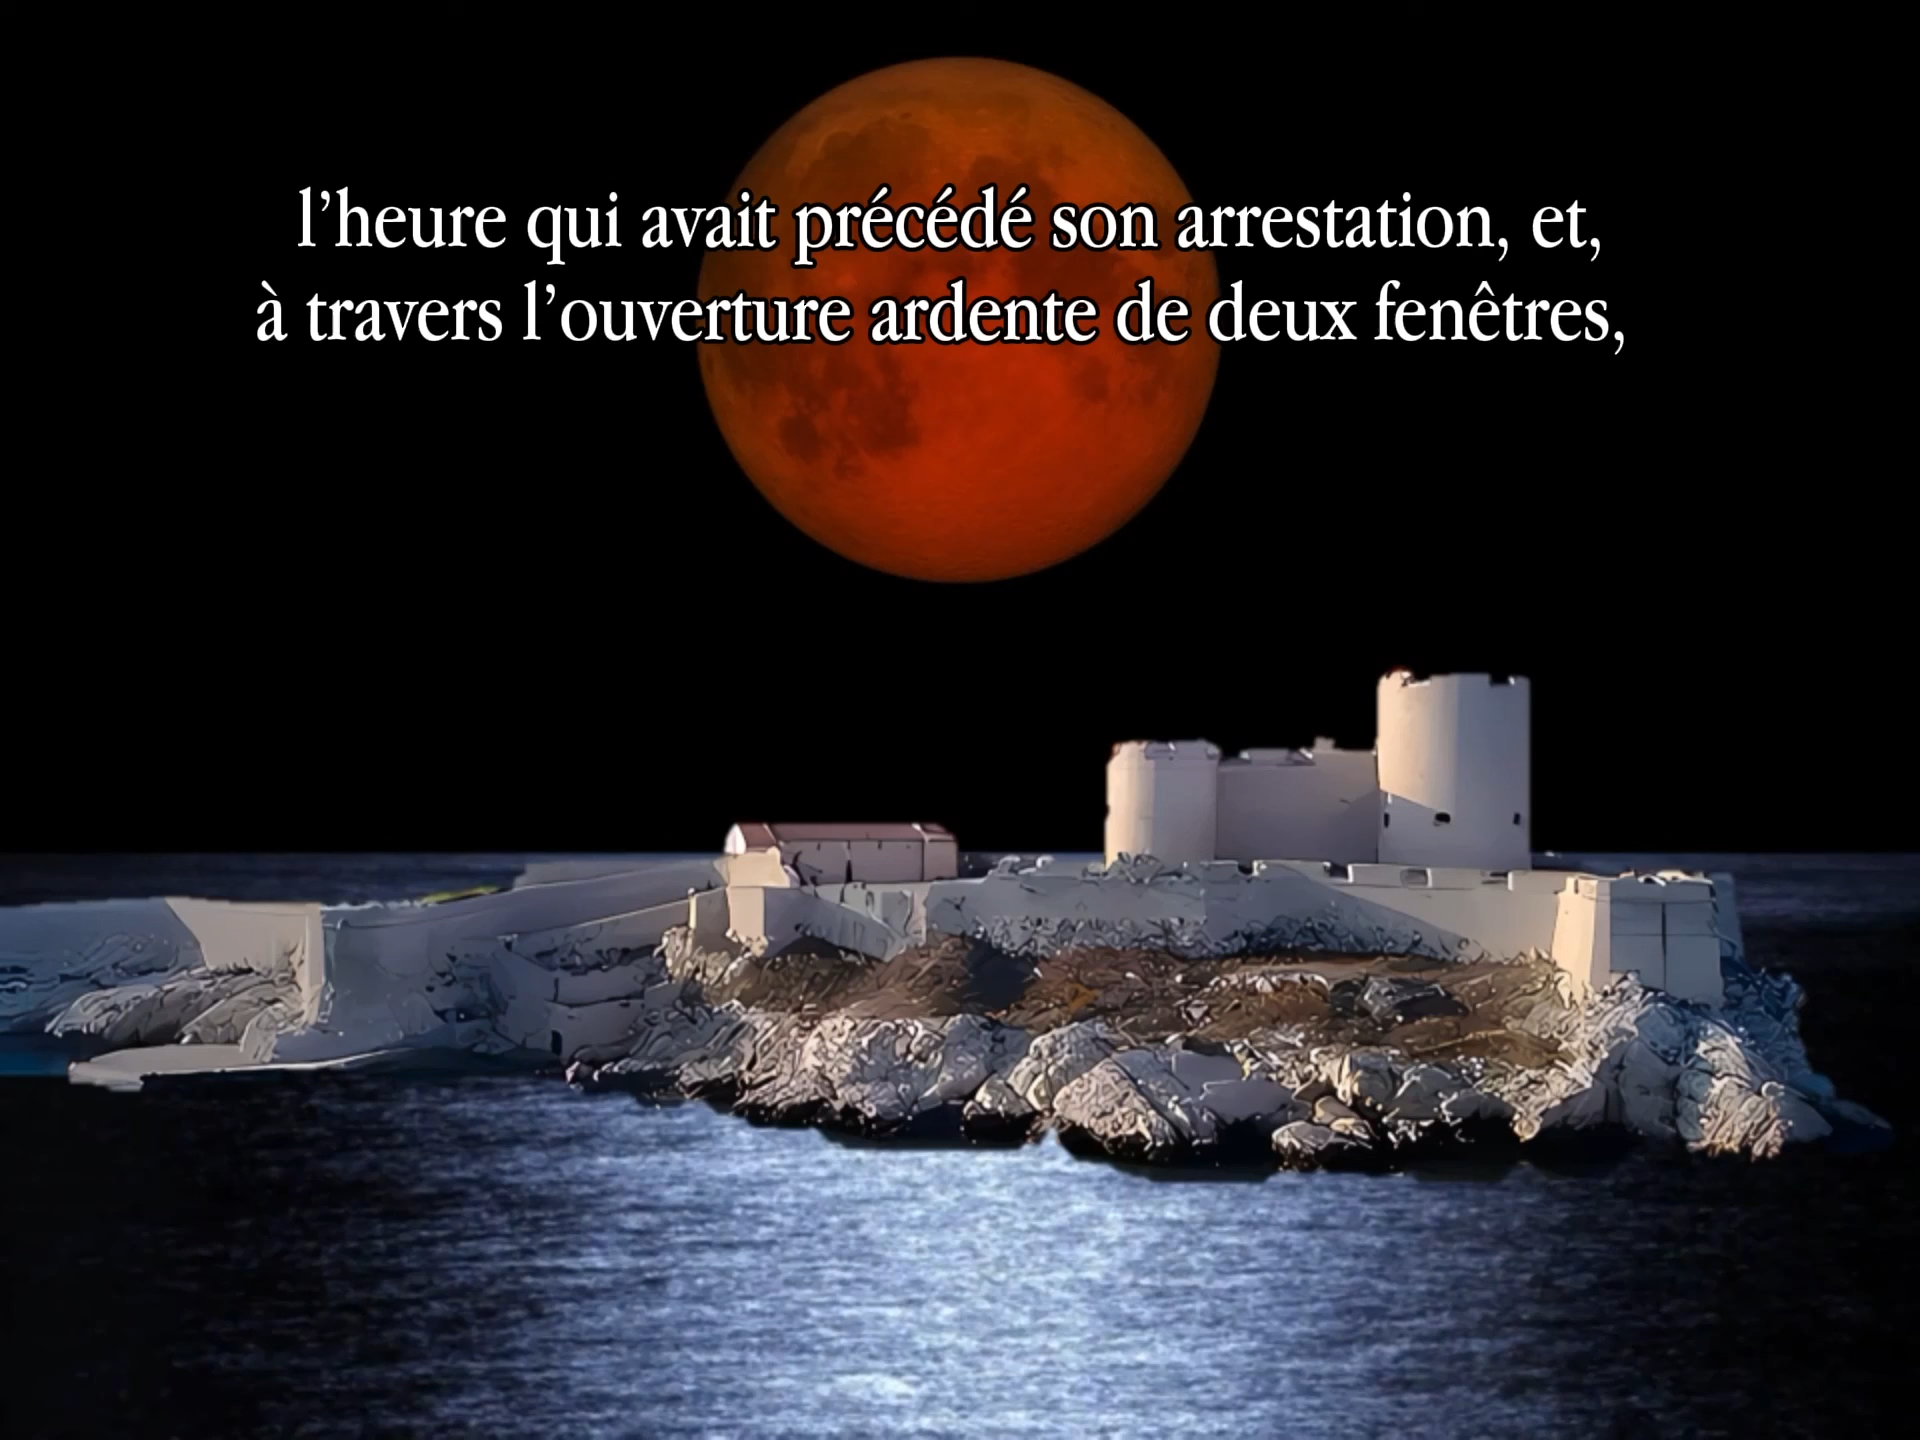 l’heure qui avait précédé son arrestation, et,
à travers l’ouverture ardente de deux fenêtres,